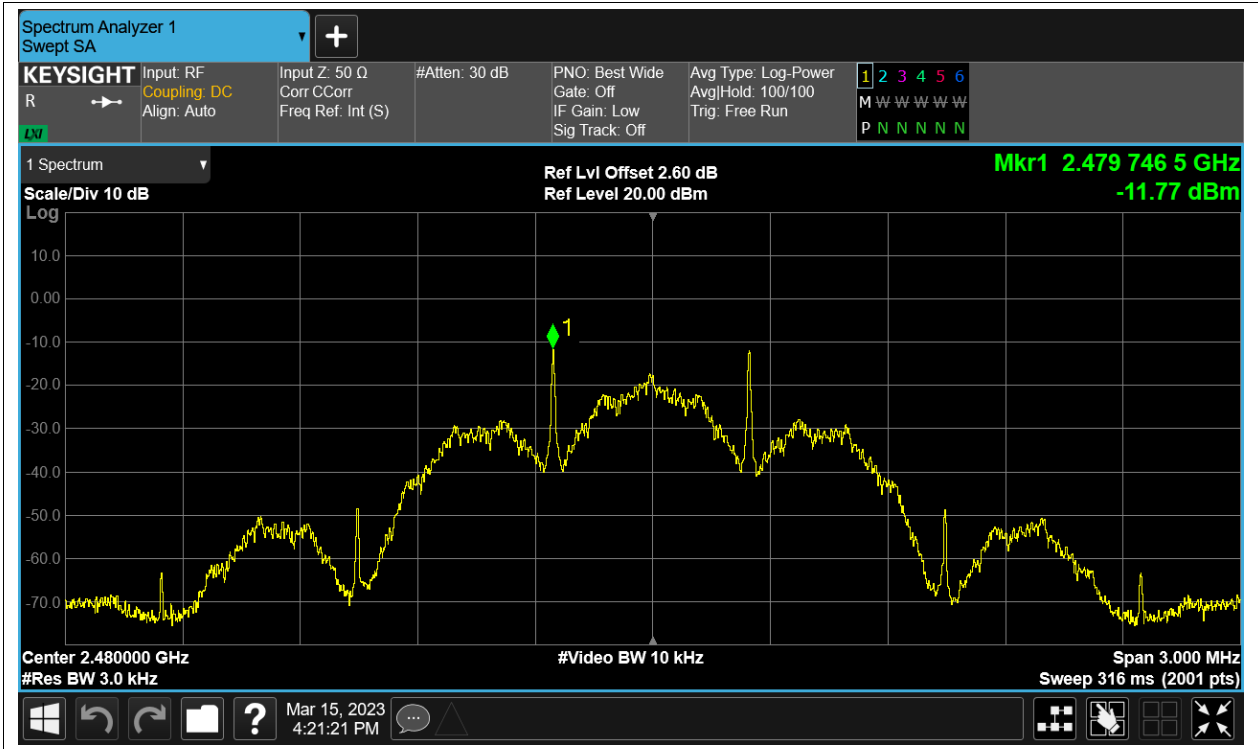 Spectrum Analyzer 1
Swept SA
+
KEYSIGHT
R
LXI
Input: RF
Coupling: DC
Align: Auto
Input Z: 50 Ω
Corr CCorr
Freq Ref: Int (S)
#Atten: 30 dB
PNO: Best Wide
Gate: Off
IF Gain: Low
Sig Track: Off
Avg Type: Log-Power
Avg|Hold: 100/100
Trig: Free Run
1 2 3 4 5 6
M W W W W W W
P N N N N N N
1 Spectrum
Scale/Div 10 dB
Log
Ref Lvl Offset 2.60 dB
Ref Level 20.00 dBm
Mkr1 2.479 746 5 GHz
-11.77 dBm
10.0
0.00
-10.0
-20.0
-30.0
-40.0
-50.0
-60.0
-70.0
1
Center 2.480000 GHz
#Res BW 3.0 kHz
#Video BW 10 kHz
Span 3.000 MHz
Sweep 316 ms (2001 pts)
?
Mar 15, 2023
4:21:21 PM